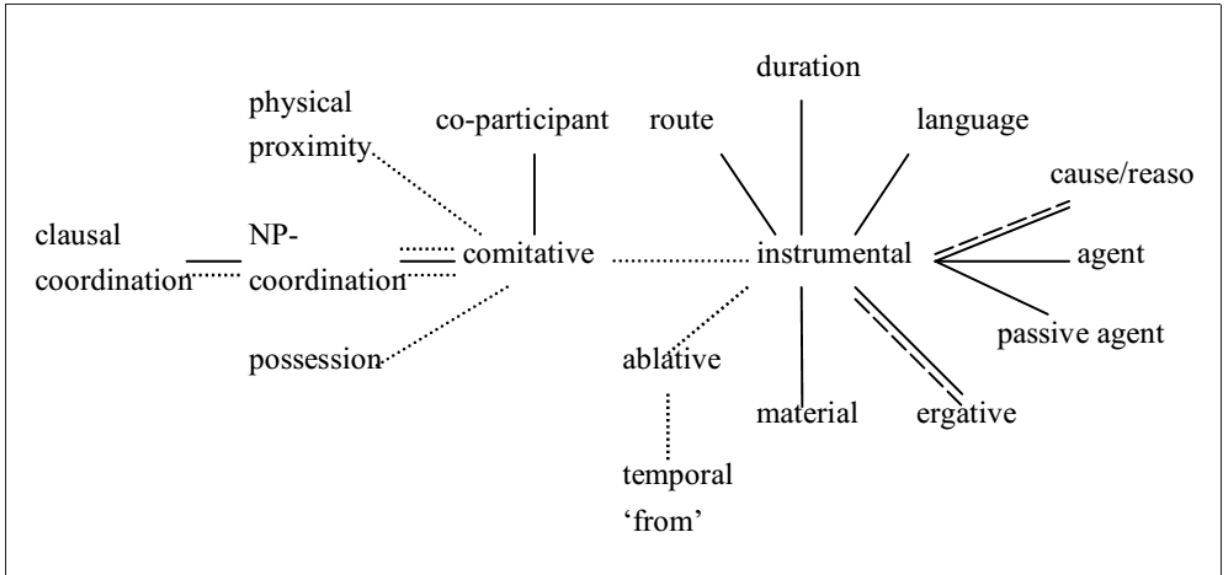 duration
physical
proximity
co-participant
route
language
cause/reaso
clausal
coordination
NP-
coordination
comitative
instrumental
agent
passive agent
possession
ablative
material
ergative
temporal
‘from’